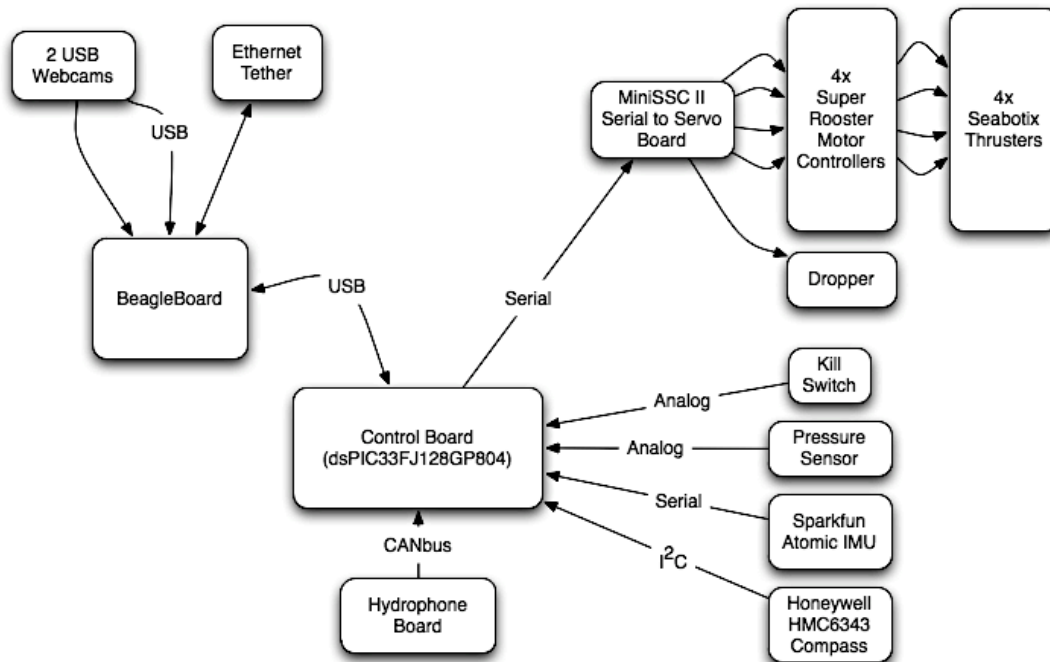 2 USB
Webcams
Ethernet
Tether
USB
MiniSSC II
Serial to Servo
Board
4x
Super
Rooster
Motor
Controllers
4x
Seabotix
Thrusters
BeagleBoard
USB
Serial
Dropper
Kill
Switch
Analog
Control Board
(dsPIC33FJ128GP804)
Analog
Pressure
Sensor
Serial
Sparkfun
Atomic IMU
CANbus
I²C
Hydrophone
Board
Honeywell
HMC6343
Compass